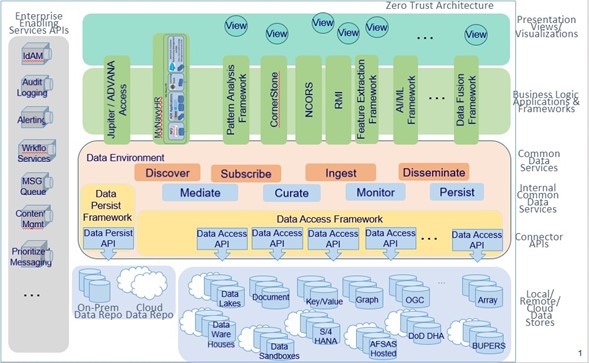 Zero Trust Architecture
Enterprise
Enabling
Services APIs
IdAM
Audit
Logging
Alerting
Wrkflo
Services
MSG
Queue
Content
Mgmt
Prioritize
Messaging
...
View
View
View
View
View
View
...
Presentation
Views/
Visualizations
Jupiter / ADVANA
Access
MyNavyHR
Pattern Analysis
Framework
CornerStone
NCORS
RMI
Feature Extraction
Framework
AI/ML
Framework
...
Data Fusion
Framework
Business Logic
Applications &
Frameworks
Data Environment
Discover
Subscribe
Ingest
Disseminate
Common
Data
Services
Mediate
Curate
Monitor
Persist
Internal
Common
Data
Services
Data
Persist
Framework
Data Access Framework
Data Persist
API
Data Access
API
Data Access
API
Data Access
API
Data Access
API
...
Data Access
API
Connector
APIs
On-Prem
Data Repo
Cloud
Data Repo
Data
Lakes
Document
Key/Value
Graph
OGC
...
Array
Data
Ware
Houses
Data
Sandboxes
S/4
HANA
AFSAS
Hosted
DoD DHA
BUPERS
Local/
Remote/
Cloud
Data
Stores
1